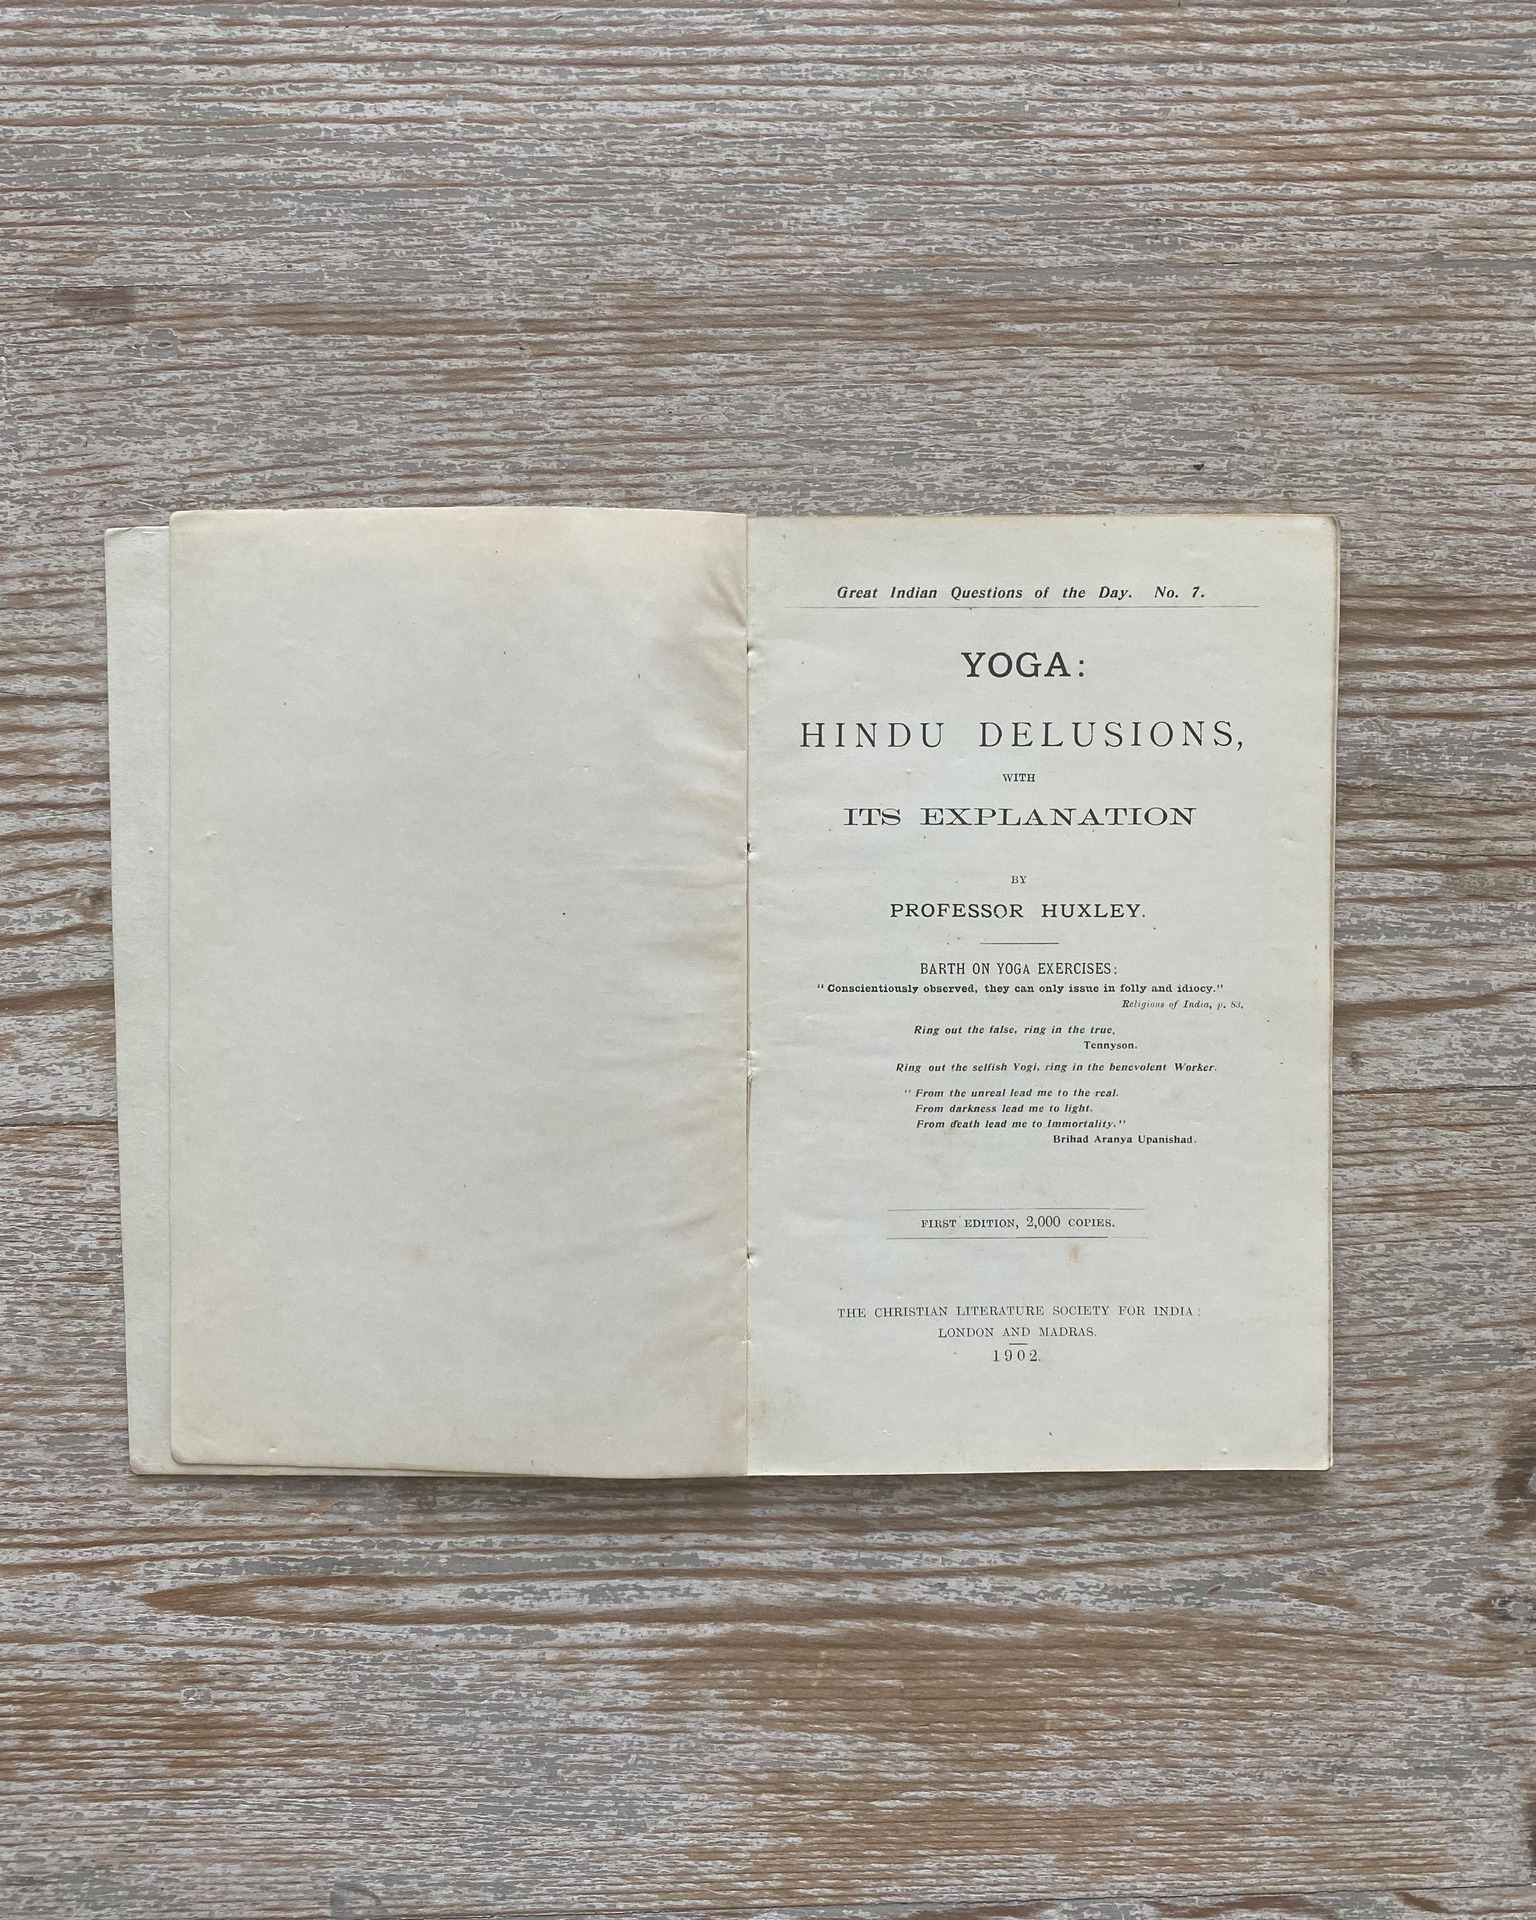 Great Indian Questions of the Day. No. 7.
YOGA:
HINDU DELUSIONS,
WITH
ITS EXPLANATION
BY
PROFESSOR HUXLEY.
BARTH ON YOGA EXERCISES:
"Conscientiously observed, they can only issue in folly and idiocy."
Religions of India, p. 83.
Ring out the false, ring in the true.
Tennyson.
Ring out the selfish Yogi, ring in the benevolent Worker.
"From the unreal lead me to the real.
From darkness lead me to light.
From death lead me to Immortality."
Brihad Aranya Upanishad.
FIRST EDITION, 2,000 COPIES.
THE CHRISTIAN LITERATURE SOCIETY FOR INDIA:
LONDON AND MADRAS.
1902.